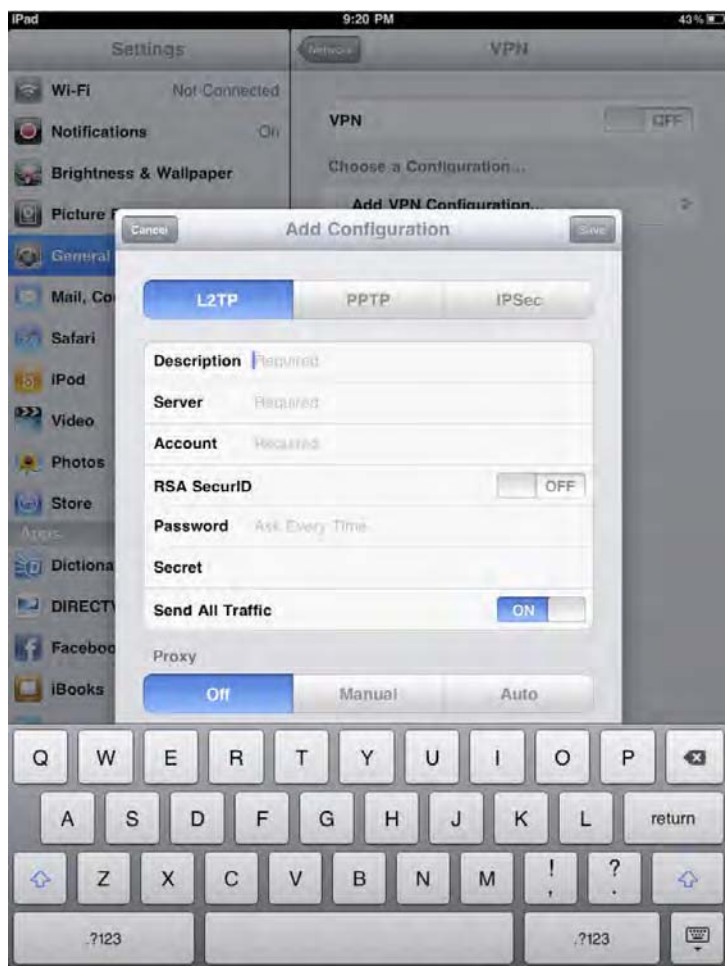 iPad 9:20 PM 43%
Settings
Network VPN
Wi-Fi Not Connected
Notifications On
Brightness & Wallpaper
Picture F
General
Mail, Co
Safari
iPod
Video
Photos
Store
Apps
Dictiona
DIRECTV
Faceboo
iBooks
VPN OFF
Choose a Configuration...
Add VPN Configuration...
Cancel Add Configuration Save
L2TP PPTP IPSec
Description Required
Server Required
Account Required
RSA SecurID OFF
Password Ask Every Time
Secret
Send All Traffic ON
Proxy
Off Manual Auto
Q W E R T Y U I O P
A S D F G H J K L return
Z X C V B N M ! , ? .
.?123 .?123